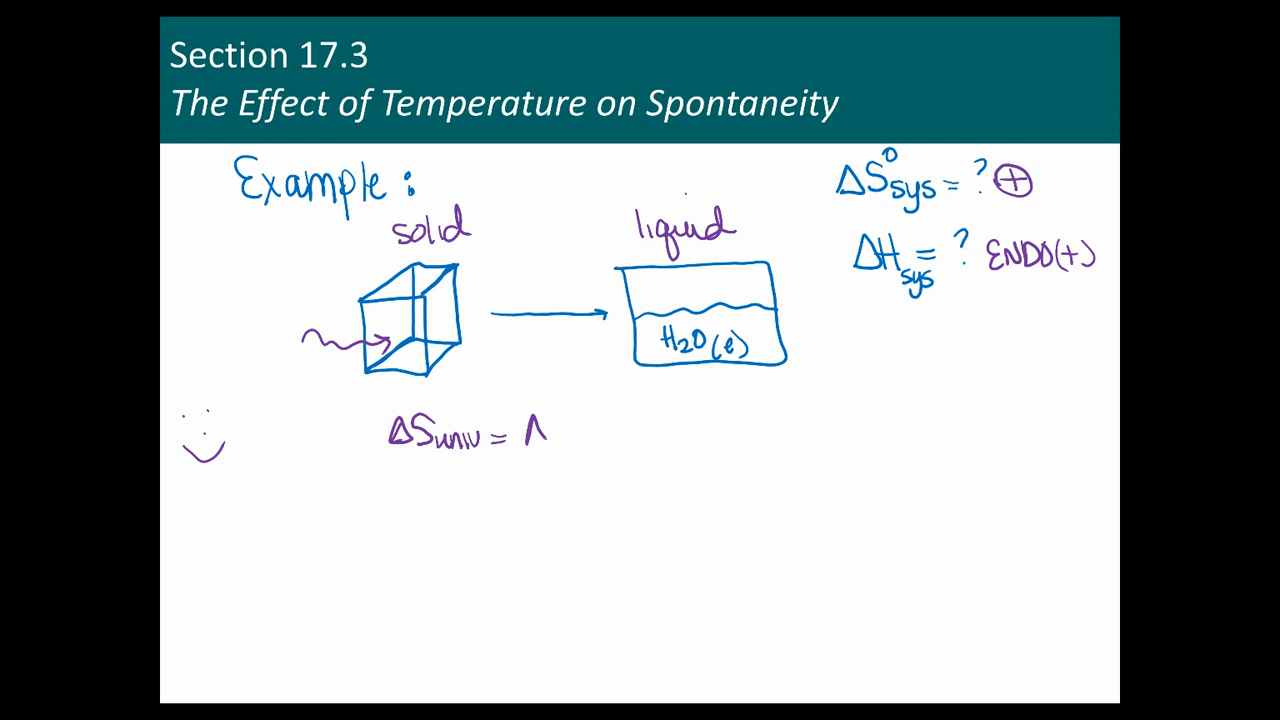 Section 17.3
The Effect of Temperature on Spontaneity
Example:
ΔS°sys = ? ⊕
solid
liquid
ΔHsys = ? ENDO(+)
H₂O(ℓ)
ΔSuniv =